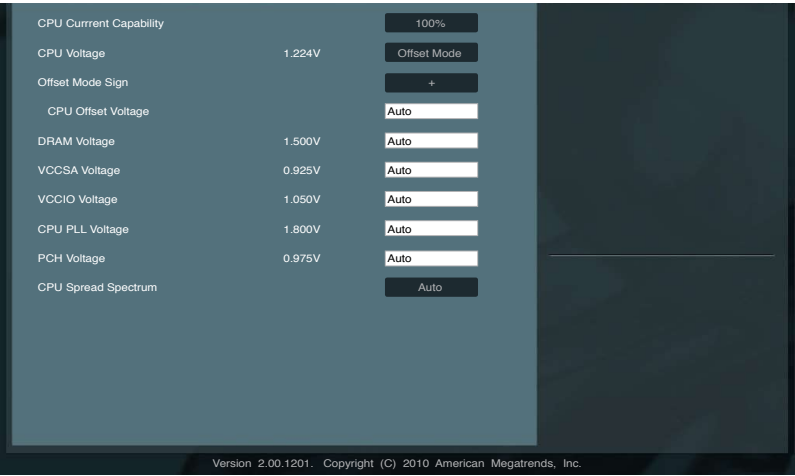 CPU Currrent Capability 100%
CPU Voltage 1.224V Offset Mode
Offset Mode Sign +
CPU Offset Voltage Auto
DRAM Voltage 1.500V Auto
VCCSA Voltage 0.925V Auto
VCCIO Voltage 1.050V Auto
CPU PLL Voltage 1.800V Auto
PCH Voltage 0.975V Auto
CPU Spread Spectrum Auto
Version 2.00.1201. Copyright (C) 2010 American Megatrends, Inc.